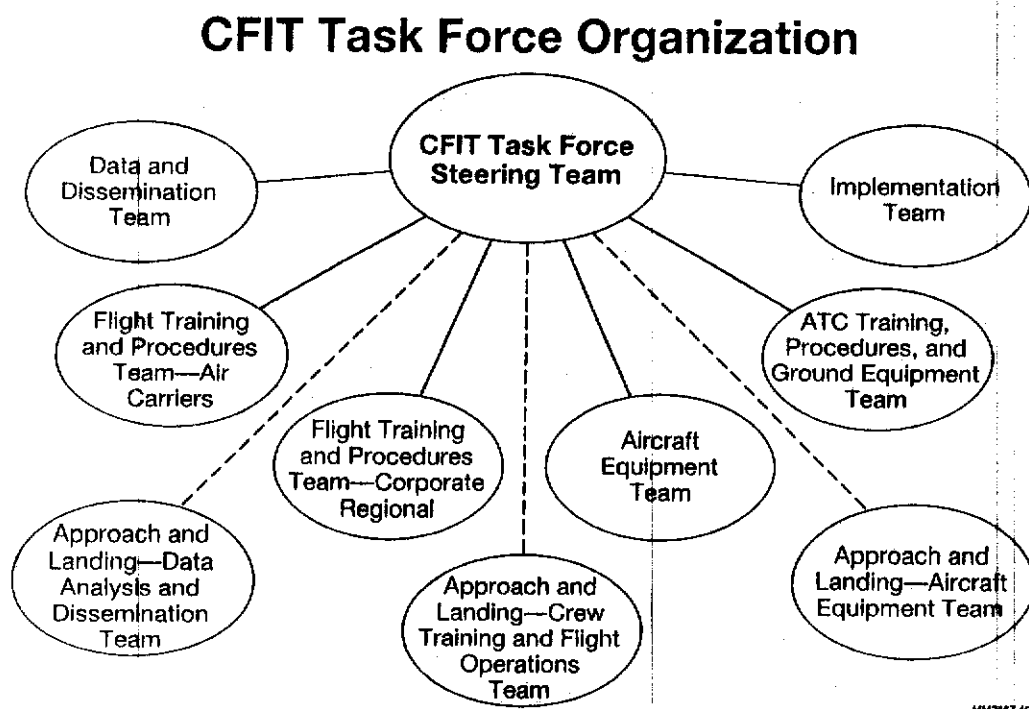 CFIT Task Force Organization
CFIT Task Force
Steering Team
Data and
Dissemination
Team
Implementation
Team
Flight Training
and Procedures
Team—Air
Carriers
ATC Training,
Procedures, and
Ground Equipment
Team
Flight Training
and Procedures
Team—Corporate
Regional
Aircraft
Equipment
Team
Approach and
Landing—Data
Analysis and
Dissemination
Team
Approach and
Landing—Crew
Training and Flight
Operations
Team
Approach and
Landing—Aircraft
Equipment Team